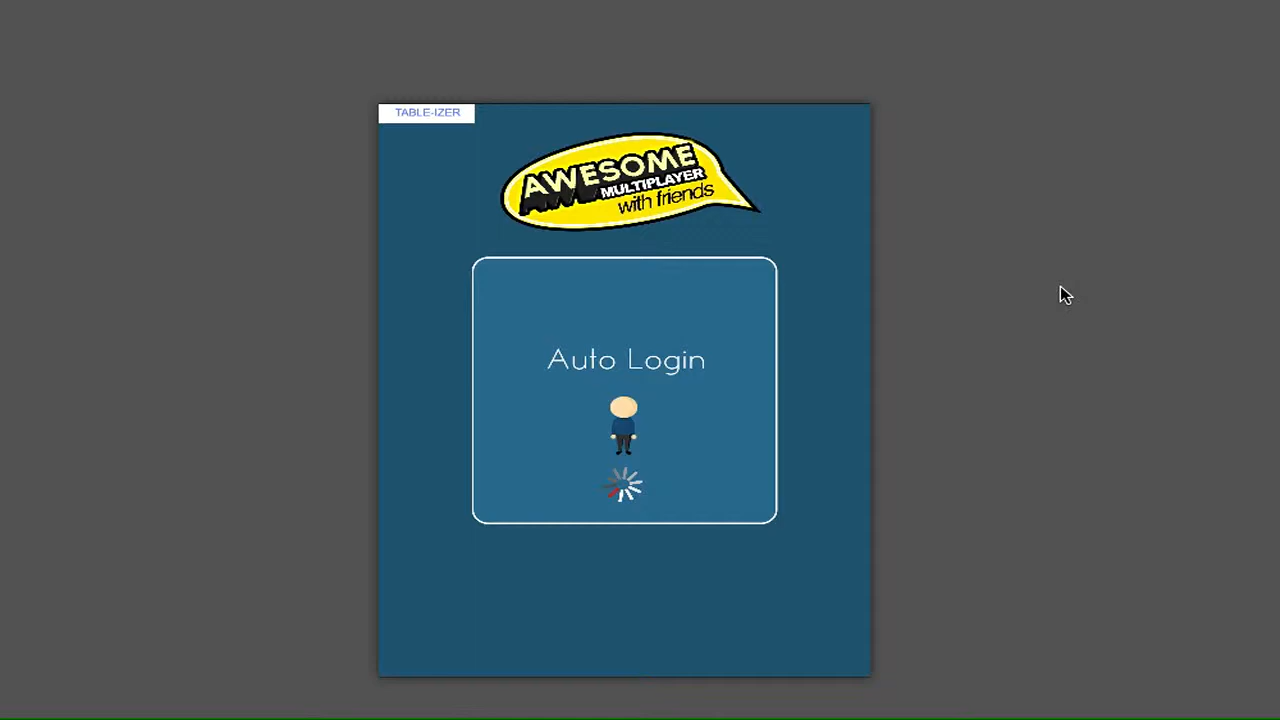 TABLE-IZER
AWESOME
MULTIPLAYER
with friends
Auto Login